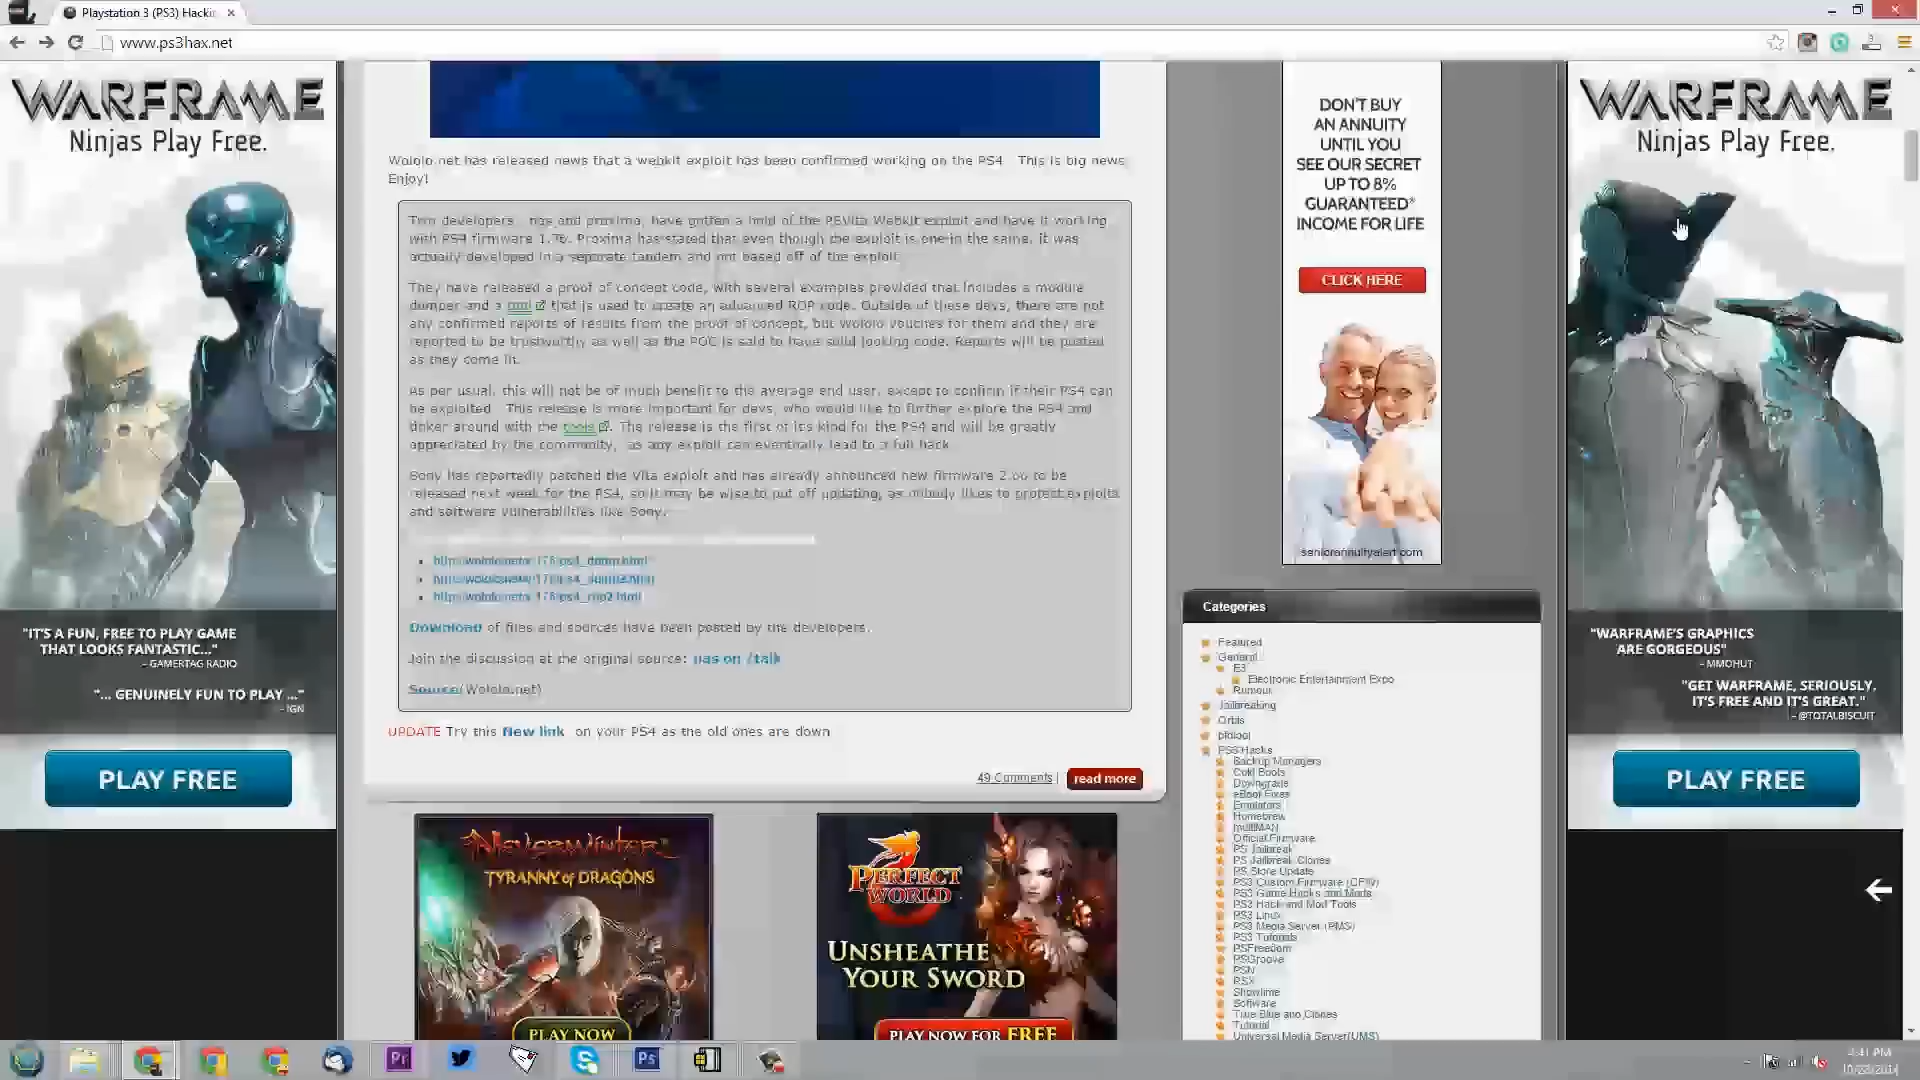 Playstation 3 (PS3) Hackin
www.ps3hax.net
WARFRAME
Ninjas Play Free.
"IT'S A FUN, FREE TO PLAY GAME
THAT LOOKS FANTASTIC..."
- GAMERTAG RADIO
"... GENUINELY FUN TO PLAY ..."
- IGN
PLAY FREE
Wololo.net has released news that a webkit exploit has been confirmed working on the PS4. This is big news.
Enjoy!
Two developers, nas and proxima, have gotten a hold of the PSVita Webkit exploit and have it working
with PS4 firmware 1.76. Proxima has stated that even though the exploit is one in the same, it was
actually developed in a separate tandem and not based off of the exploit.
They have released a proof of concept code, with several examples provided that includes a module
dumper and a tool that is used to create an advanced ROP code. Outside of these devs, there are not
any confirmed reports of results from the proof of concept, but Wololo vouches for them and they are
reported to be trustworthy as well as the POC is said to have solid looking code. Reports will be posted
as they come in.
As per usual, this will not be of much benefit to the average end user, except to confirm if their PS4 can
be exploited. This release is more important for devs, who would like to further explore the PS4 and
tinker around with the tools. The release is the first of it's kind for the PS4 and will be greatly
appreciated by the community, as any exploit can eventually lead to a full hack.
Sony has reportedly patched the Vita exploit and has already announced new firmware 2.00 to be
released next week for the PS4, so it may be wise to put off updating, as nobody likes to protect exploits
and software vulnerabilities like Sony.
Download of files and sources have been posted by the developers.
Join the discussion at the original source: nas on /talk
Source(Wololo.net)
UPDATE Try this New link on your PS4 as the old ones are down
49 Comments | read more
NEVERWINTER
TYRANNY OF DRAGONS
PLAY NOW
PERFECT
WORLD
UNSHEATHE
YOUR SWORD
PLAY NOW FOR FREE
DON'T BUY
AN ANNUITY
UNTIL YOU
SEE OUR SECRET
UP TO 8%
GUARANTEED*
INCOME FOR LIFE
CLICK HERE
seniorannuityalert.com
Categories
Featured
General
E3
Electronic Entertainment Expo
Rumour
Jailbreaking
Orbis
PS3 Hacks
Backup Managers
Cold Boots
Downgrade
eBoot Fixes
Emulators
Homebrew
multiMAN
Official Firmware
PS Jailbreak
PS Jailbreak Clones
PS Store Update
PS3 Custom Firmware (CFW)
PS3 Game Hacks and Mods
PS3 Hack and Mod Tools
PS3 Linux
PS3 Media Server (PMS)
PS3 Tutorials
PSFreedom
PSGroove
PSN
RSX
Showtime
Software
True Blue and Clones
Tutorial
Universal Media Server(UMS)
WARFRAME
Ninjas Play Free.
"WARFRAME'S GRAPHICS
ARE GORGEOUS"
- MMOHUT
"GET WARFRAME, SERIOUSLY,
IT'S FREE AND IT'S GREAT."
- @TOTALBISCUIT
PLAY FREE
Pr
Ps